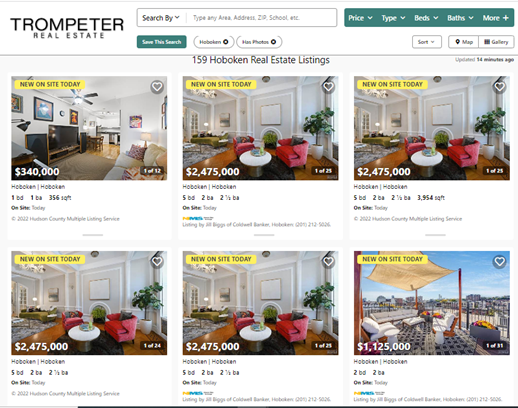 TROMPETER
REAL ESTATE
Search By
Type any Area, Address, ZIP, School, etc.
Price
Type
Beds
Baths
More +
Save This Search
Hoboken
Has Photos
Sort
Map
Gallery
159 Hoboken Real Estate Listings
Updated 14 minutes ago
NEW ON SITE TODAY
$340,000
1 of 12
Hoboken | Hoboken
1 bd 1 ba 356 sqft
On Site: Today
© 2022 Hudson County Multiple Listing Service
NEW ON SITE TODAY
$2,475,000
1 of 25
Hoboken | Hoboken
5 bd 2 ba 2 ½ ba
On Site: Today
Listing by Jill Biggs of Coldwell Banker, Hoboken: (201) 212-5026.
NEW ON SITE TODAY
$2,475,000
1 of 25
Hoboken | Hoboken
5 bd 2 ba 2 ½ ba 3,954 sqft
On Site: Today
© 2022 Hudson County Multiple Listing Service
NEW ON SITE TODAY
$2,475,000
1 of 24
Hoboken | Hoboken
5 bd 2 ba 2 ½ ba
On Site: Today
© 2022 Hudson County Multiple Listing Service
NEW ON SITE TODAY
$2,475,000
1 of 25
Hoboken | Hoboken
5 bd 2 ba 2 ½ ba
On Site: Today
Listing by Jill Biggs of Coldwell Banker, Hoboken: (201) 212-5026.
NEW ON SITE TODAY
$1,125,000
1 of 31
Hoboken | Hoboken
2 bd 2 ba
On Site: Today
Listing by Jill Biggs of Coldwell Banker, Hoboken: (201) 212-5026.